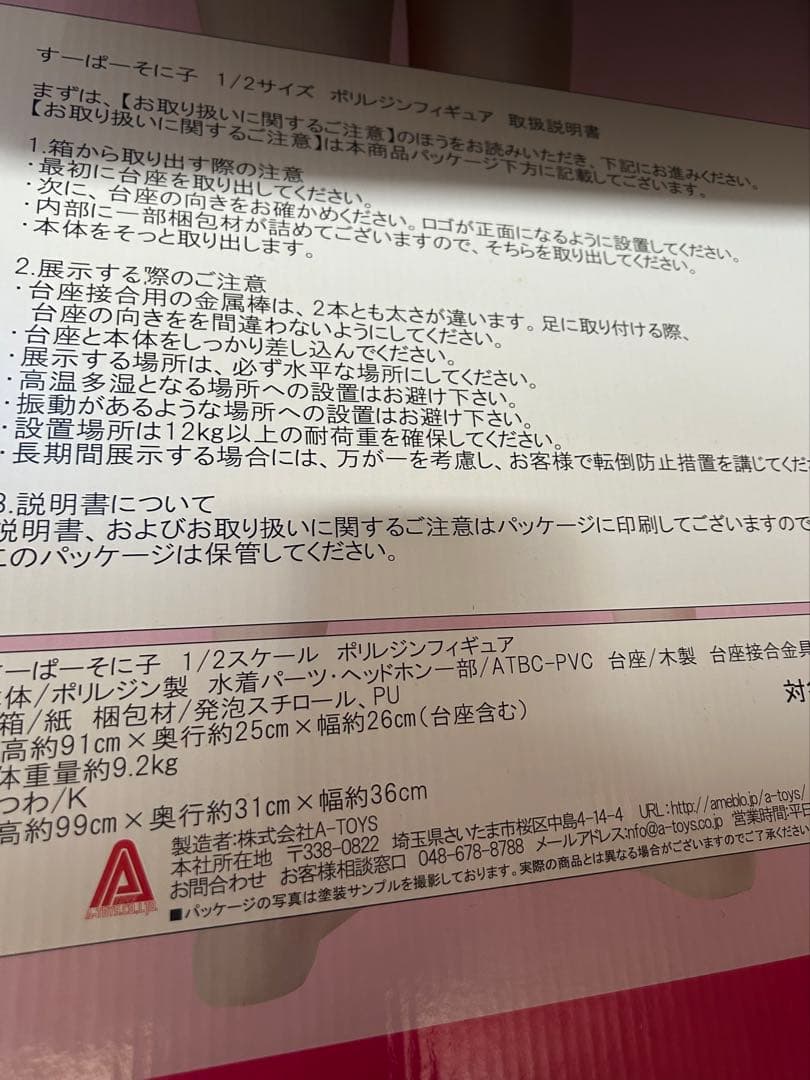 すーぱーそに子 1/2サイズ ポリレジンフィギュア 取扱説明書
まずは、【お取り扱いに関するご注意】のほうをお読みいただき、下記にお進みください。
【お取り扱いに関するご注意】は本商品パッケージ下方に記載してございます。
1.箱から取り出す際の注意
・最初に台座を取り出してください。
・次に、台座の向きをお確かめください。ロゴが正面になるように設置してください。
・内部に一部梱包材が詰めてございますので、そちらを取り出してください。
・本体をそっと取り出します。
2.展示する際のご注意
・台座接合用の金属棒は、2本とも太さが違います。足に取り付ける際、
台座の向きをを間違わないようにしてください。
・台座と本体をしっかり差し込んでください。
・展示する場所は、必ず水平な場所にしてください。
・高温多湿となる場所への設置はお避け下さい。
・振動があるような場所への設置はお避け下さい。
・設置場所は12kg以上の耐荷重を確保してください。
・長期間展示する場合には、万が一を考慮し、お客様で転倒防止措置を講じてくだ
3.説明書について
説明書、およびお取り扱いに関するご注意はパッケージに印刷してございますので
このパッケージは保管してください。
すーぱーそに子 1/2スケール ポリレジンフィギュア
体/ポリレジン製 水着パーツ・ヘッドホン一部/ATBC-PVC 台座/木製 台座接合金具
箱/紙 梱包材/発泡スチロール、PU
高約91cm×奥行約25cm×幅約26cm(台座含む)
体重量約9.2kg
つわ/K
高約99cm×奥行約31cm×幅約36cm
対
製造者:株式会社A-TOYS
本社所在地 〒338-0822 埼玉県さいたま市桜区中島4-14-4 URL:http://ameblo.jp/a-toys/
お問合わせ お客様相談窓口 048-678-8788 メールアドレス:nfo@a-toys.co.jp 営業時間:平日
■パッケージの写真は塗装サンプルを撮影しております。実際の商品とは異なる場合がございますのでご了承ください
A-TOYS CO.,Ltd.